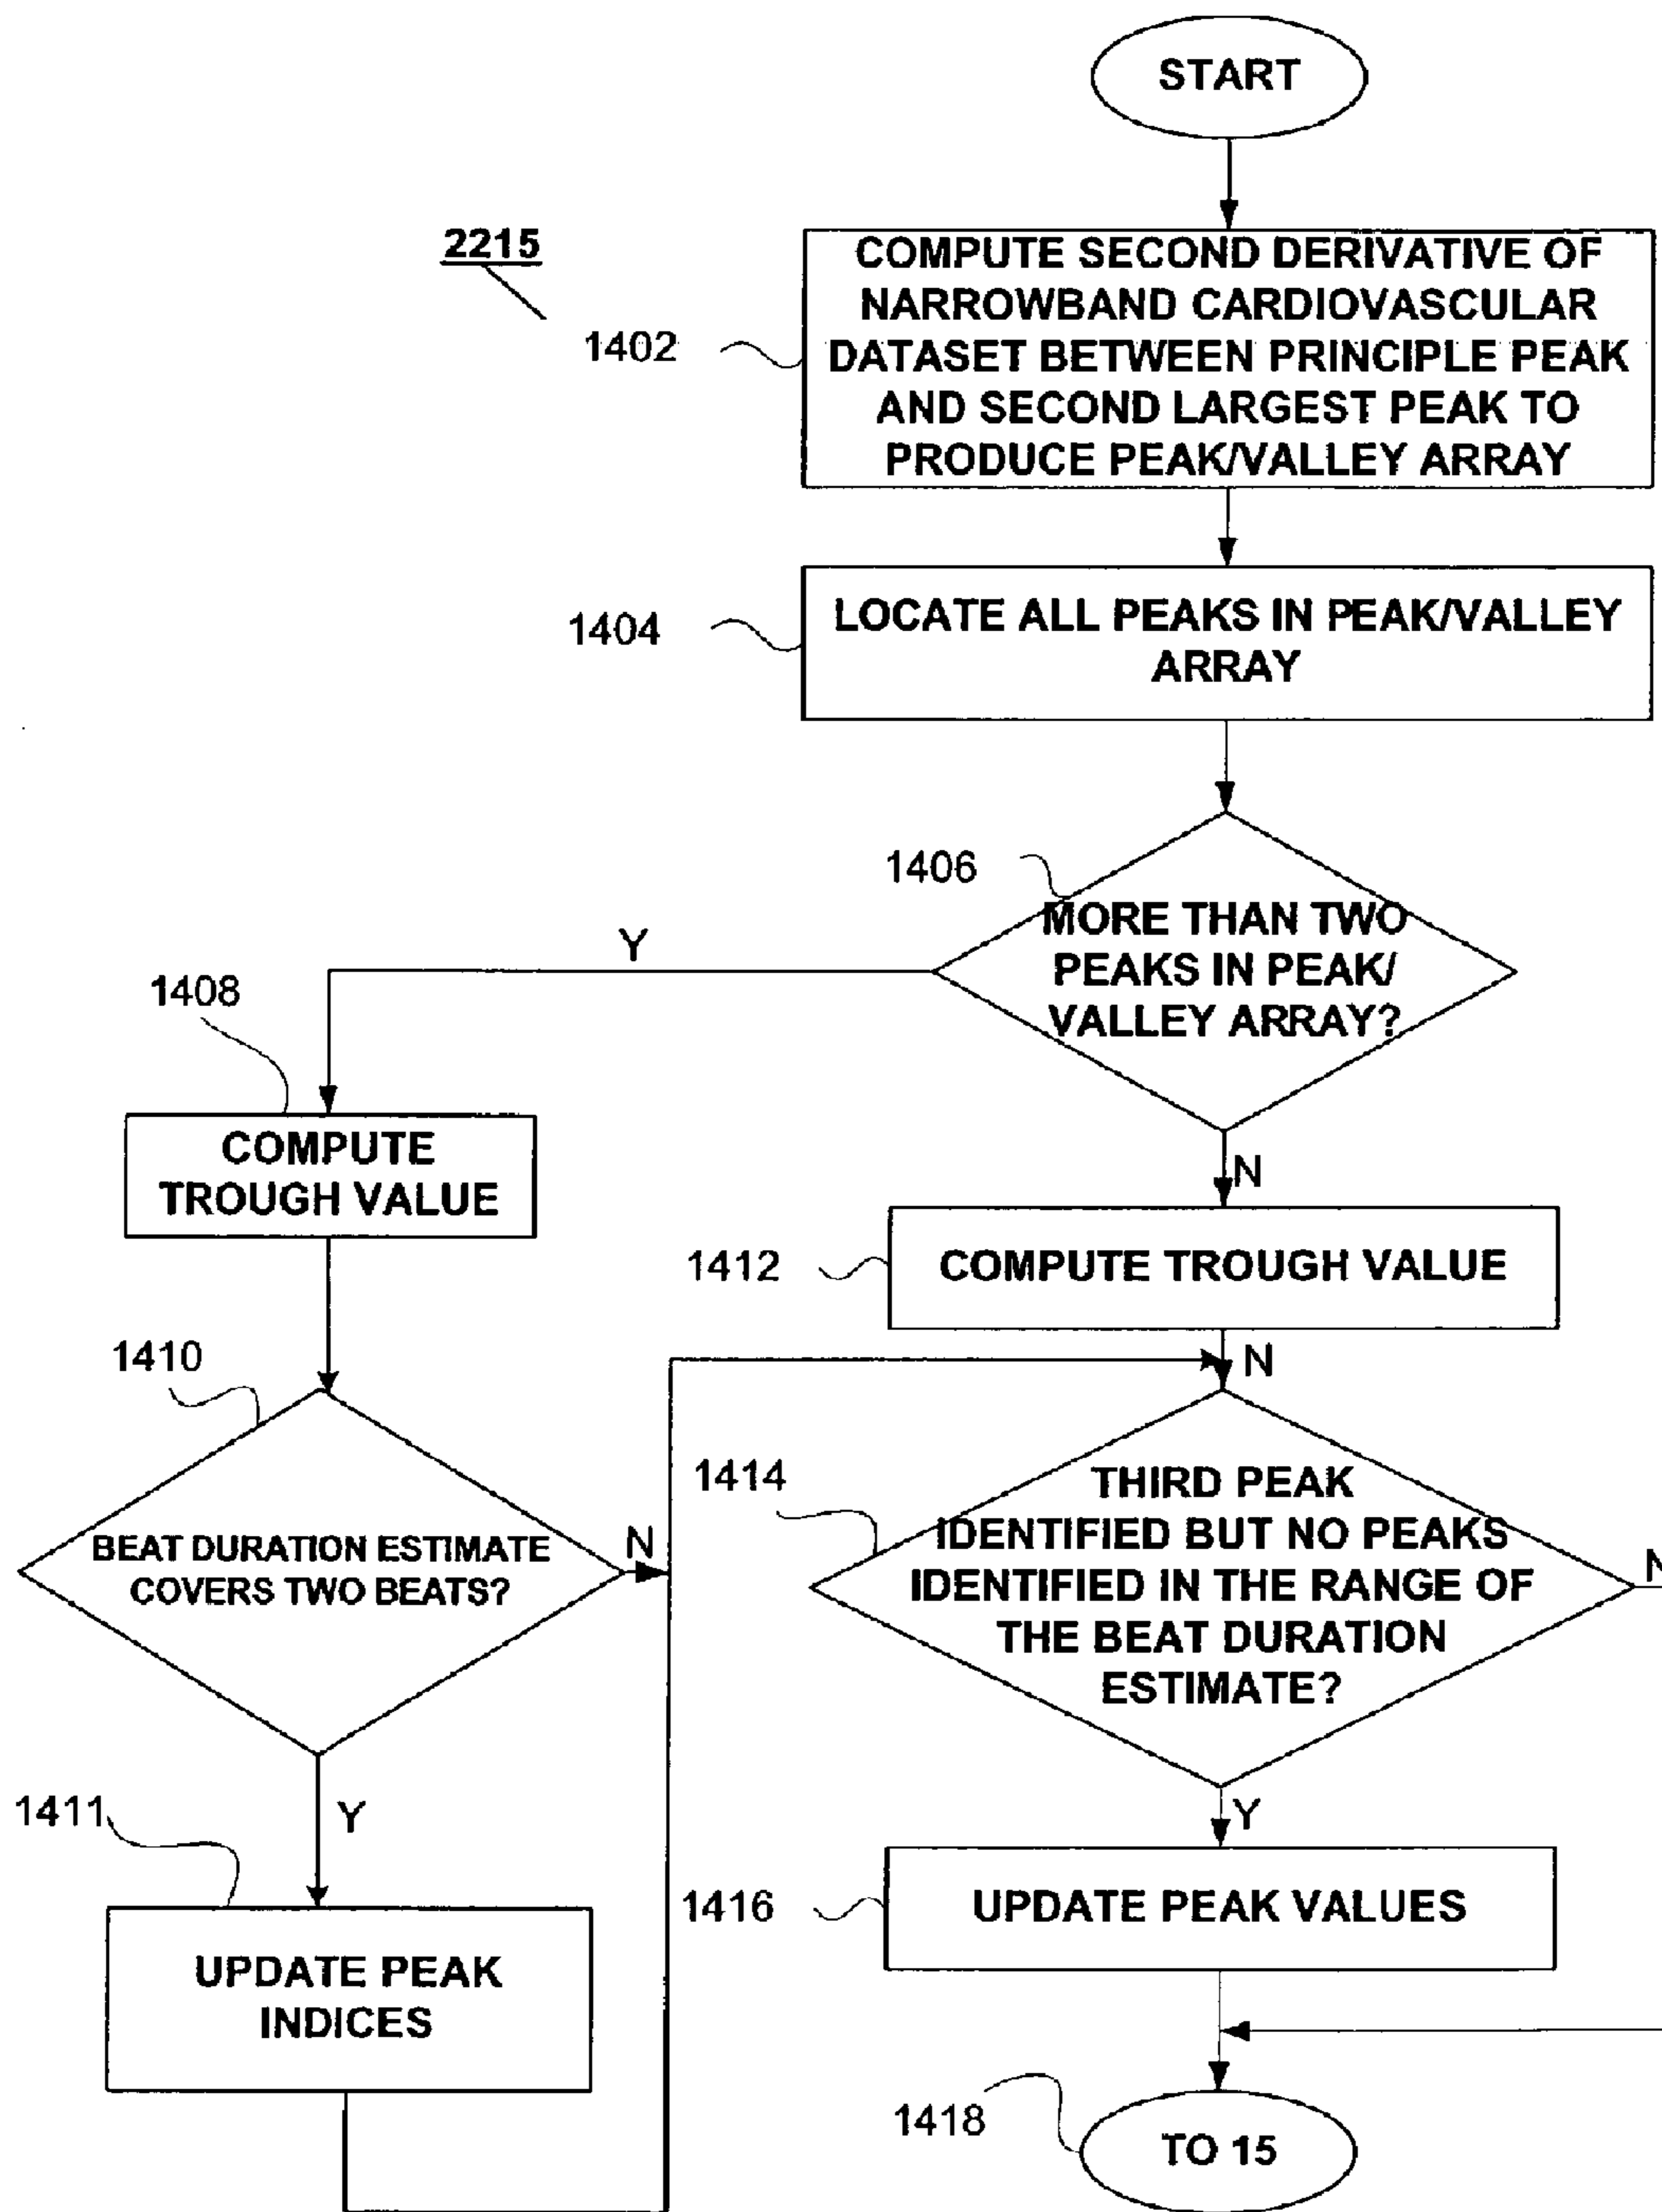 START
2215
COMPUTE SECOND DERIVATIVE OF
NARROWBAND CARDIOVASCULAR
1402
DATASET BETWEEN PRINCIPLE PEAK
AND SECOND LARGEST PEAK TO
PRODUCE PEAK/VALLEY ARRAY
1404
LOCATE ALL PEAKS IN PEAK/VALLEY
ARRAY
1406
MORE THAN TWO
PEAKS IN PEAK/
VALLEY ARRAY?
Y
1408
COMPUTE
TROUGH VALUE
N
1412
COMPUTE TROUGH VALUE
1410
N
BEAT DURATION ESTIMATE
COVERS TWO BEATS?
N
1414
THIRD PEAK
IDENTIFIED BUT NO PEAKS
IDENTIFIED IN THE RANGE OF
THE BEAT DURATION
ESTIMATE?
N
1411
Y
Y
UPDATE PEAK
INDICES
1416
UPDATE PEAK VALUES
1418
TO 15